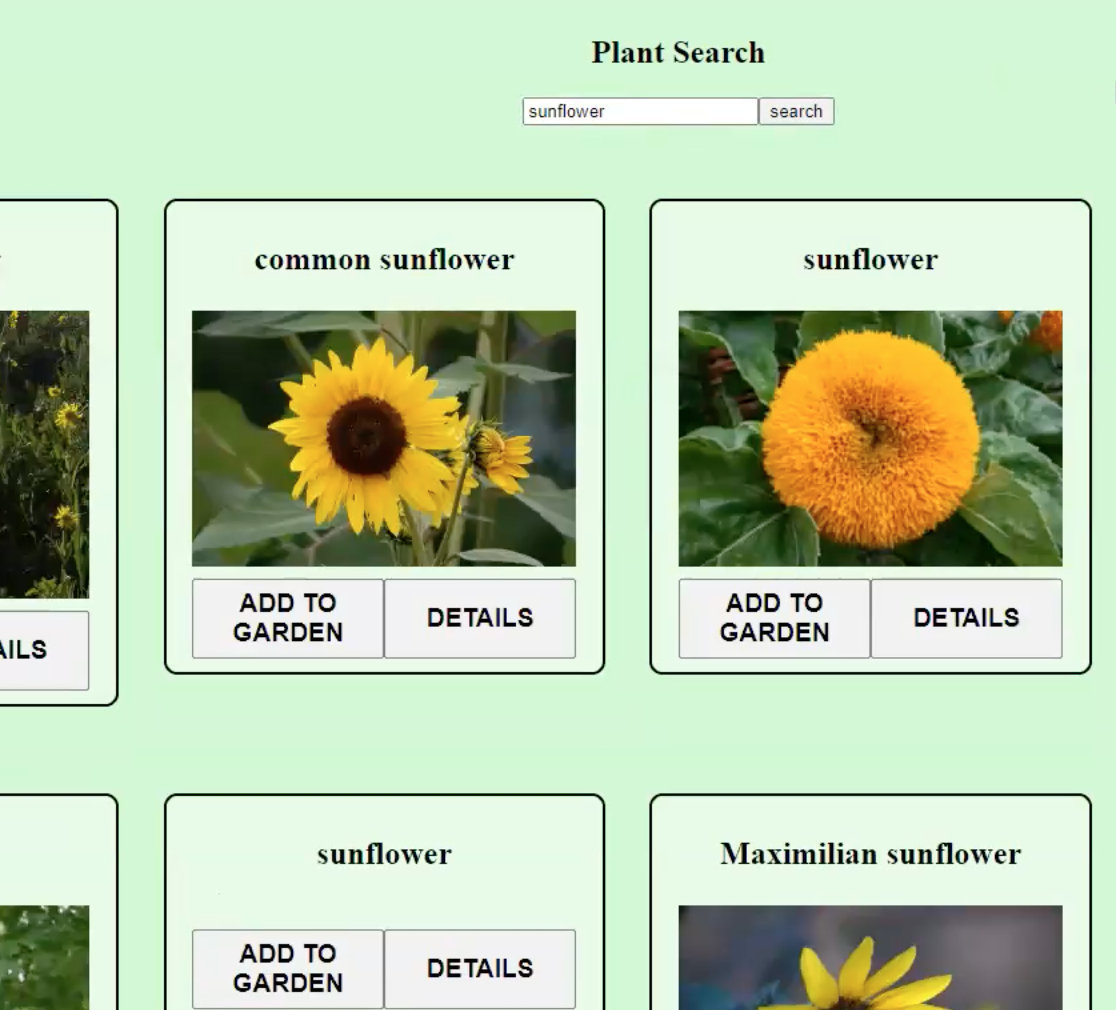 Plant Search
sunflower
search
common sunflower
sunflower
AILS
ADD TO
GARDEN
DETAILS
ADD TO
GARDEN
DETAILS
sunflower
Maximilian sunflower
ADD TO
GARDEN
DETAILS